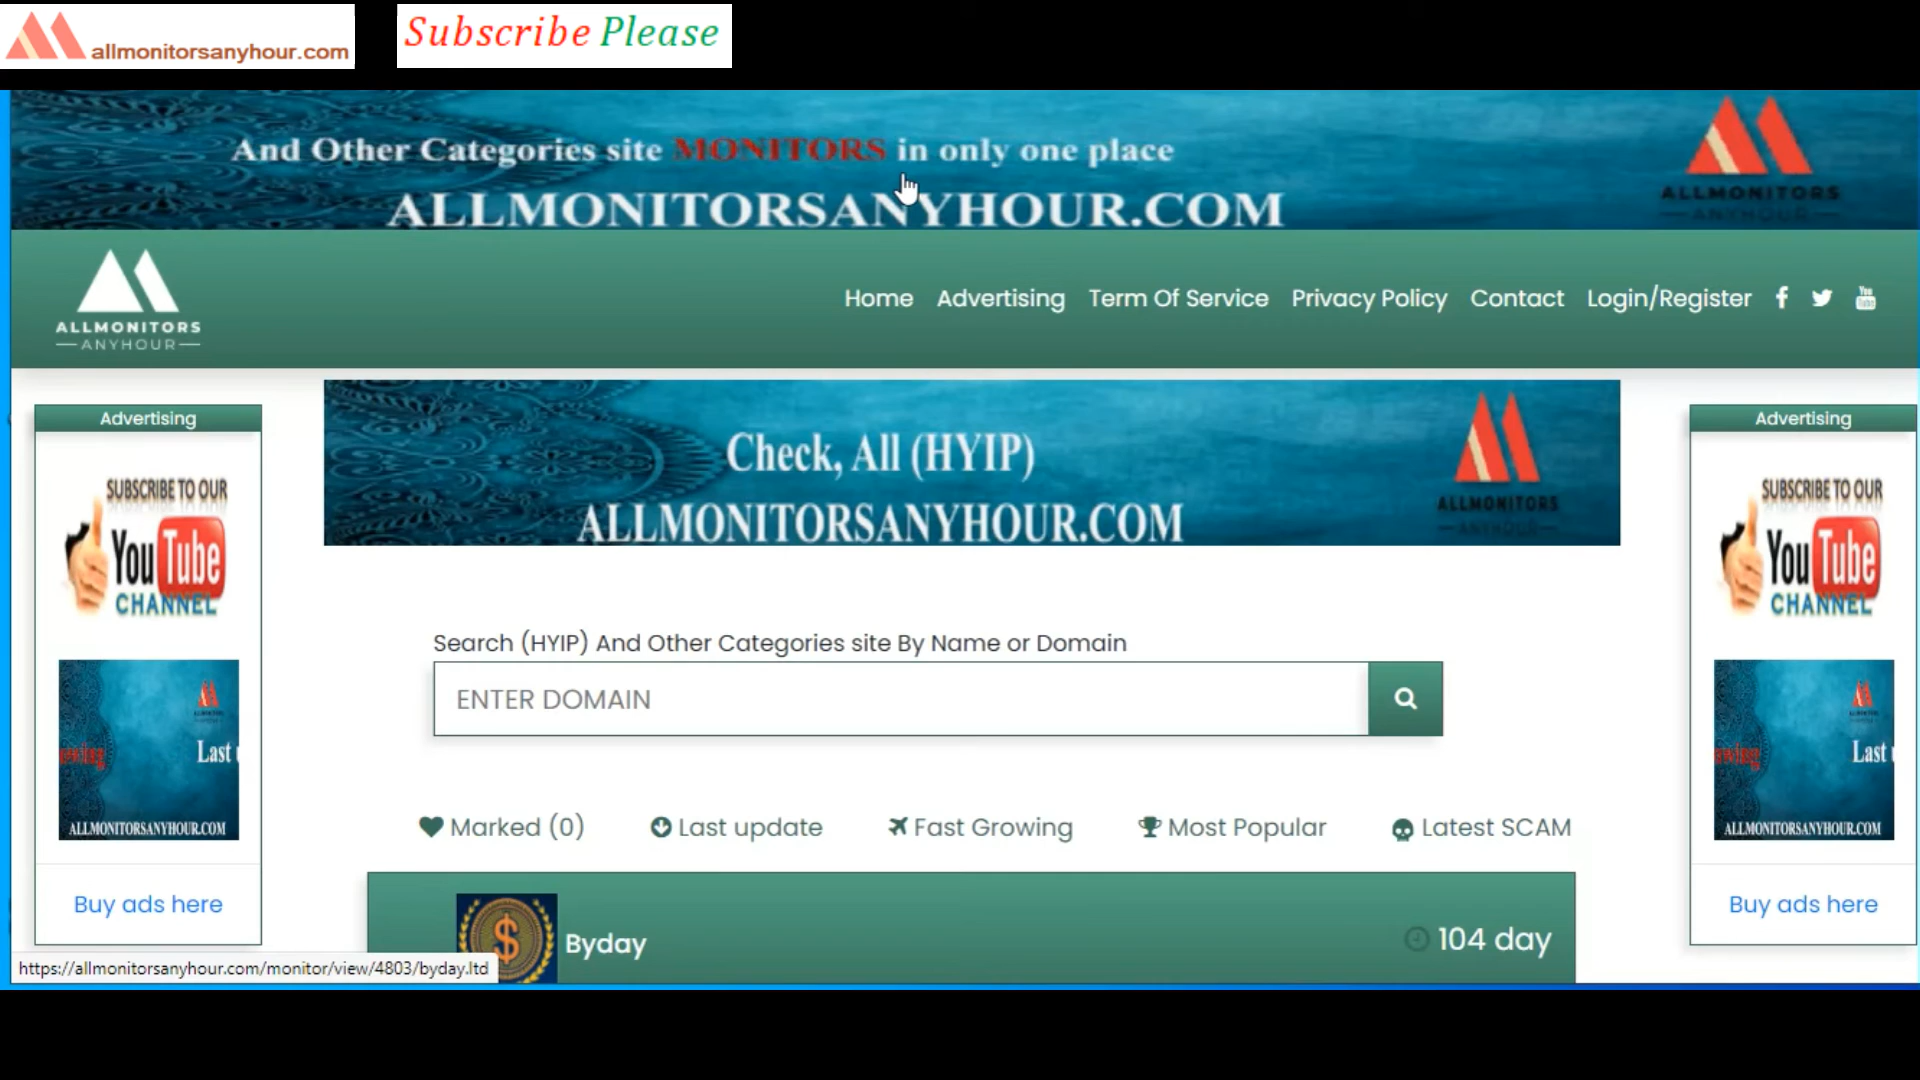 allmonitorsanyhour.com
Subscribe Please
And Other Categories site MONITORS in only one place
ALLMONITORSANYHOUR.COM
ALLMONITORS
ANYHOUR
ALLMONITORS
ANYHOUR
Home Advertising Term Of Service Privacy Policy Contact Login/Register
You Tube
Advertising
Check, All (HYIP)
ALLMONITORSANYHOUR.COM
ALLMONITORS
ANYHOUR
Advertising
SUBSCRIBE TO OUR
YouTube
CHANNEL
SUBSCRIBE TO OUR
YouTube
CHANNEL
Search (HYIP) And Other Categories site By Name or Domain
ENTER DOMAIN
Last
ALLMONITORSANYHOUR.COM
Last
ALLMONITORSANYHOUR.COM
Marked (0) Last update Fast Growing Most Popular Latest SCAM
Buy ads here
Buy ads here
$
Byday
104 day
https://allmonitorsanyhour.com/monitor/view/4803/byday.ltd